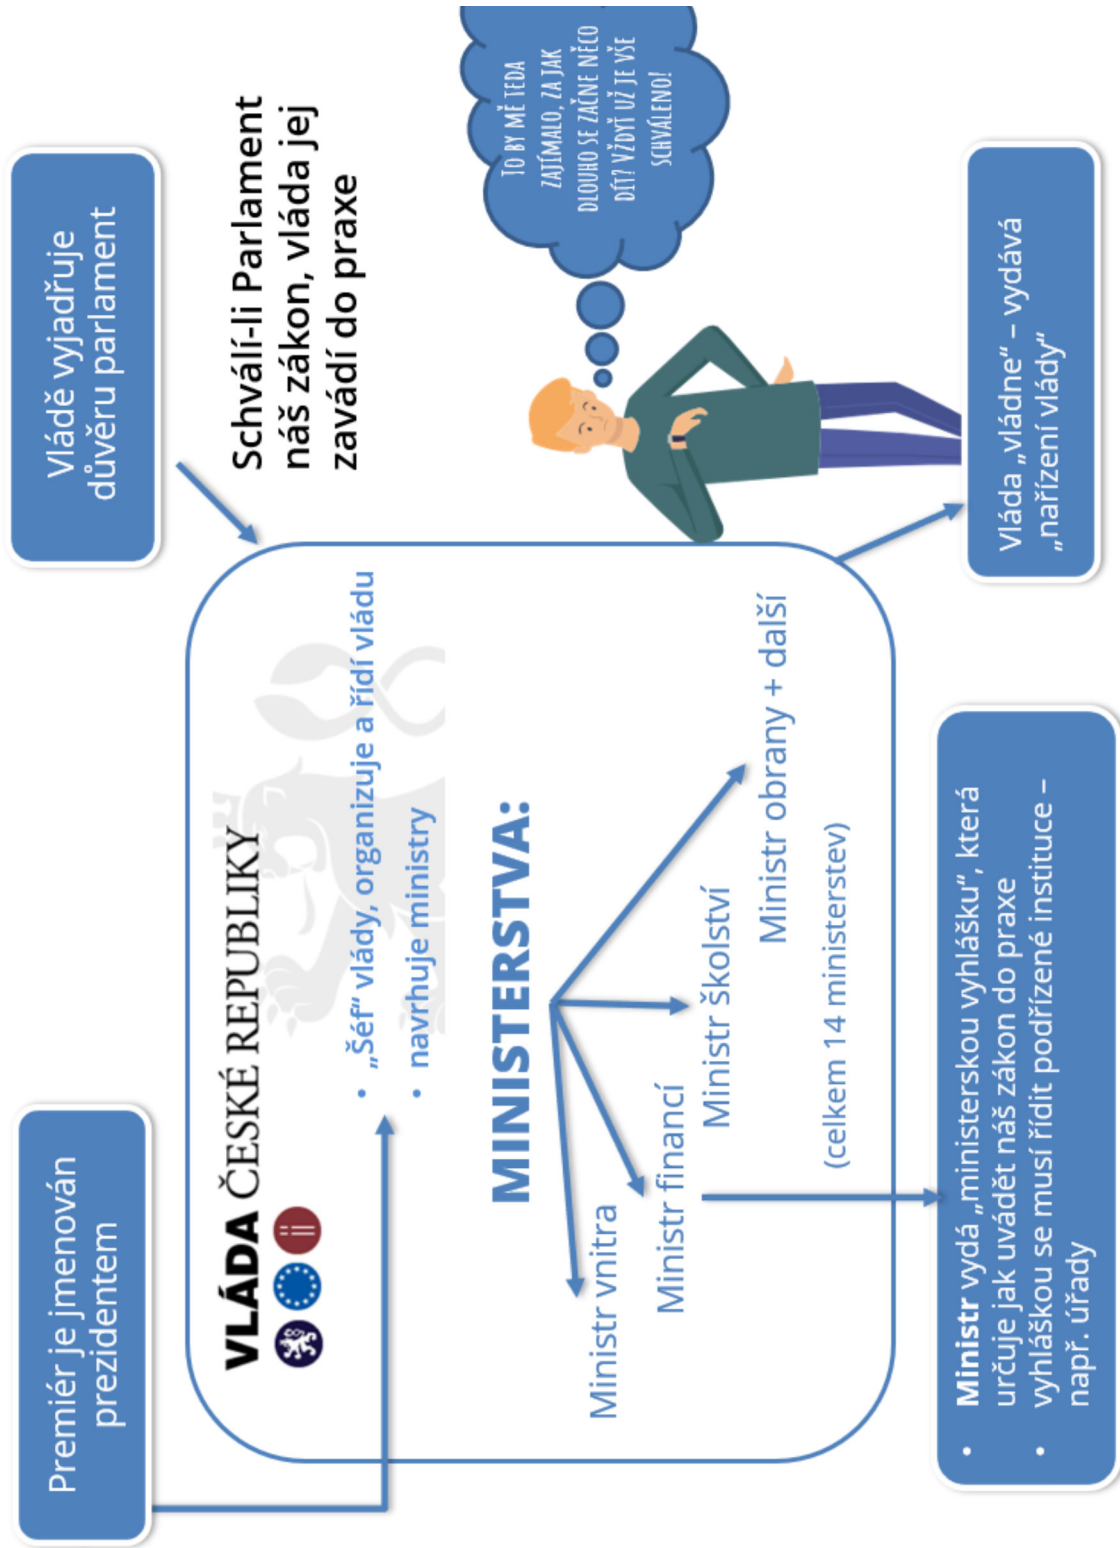 Premiér je jmenován
prezidentem
Vládě vyjadřuje
důvěru parlament
VLÁDA ČESKÉ REPUBLIKY
• „Šéf“ vlády, organizuje a řídí vládu
• navrhuje ministry
MINISTERSTVA:
Ministr vnitra
Ministr financí
Ministr školství
Ministr obrany + další
(celkem 14 ministerstev)
Schválí-li Parlament
náš zákon, vláda jej
zavádí do praxe
TO BY MĚ TEDA
ZAJÍMALO, ZA JAK
DLOUHO SE ZAČNE NĚCO
DÍT? VŽDYŤ UŽ JE VŠE
SCHVÁLENO!
• Ministr vydá „ministerskou vyhlášku“, která
určuje jak uvádět náš zákon do praxe
• vyhláškou se musí řídit podřízené instituce –
např. úřady
Vláda „vládne“ – vydává
„nařízení vlády“